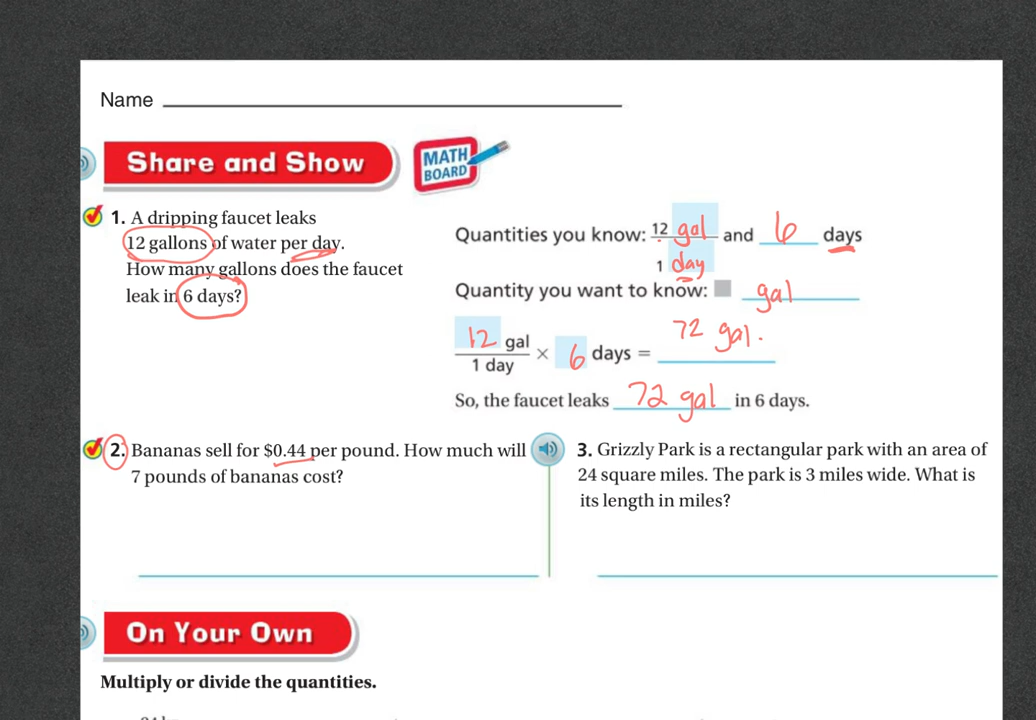 Name
Share and Show
MATH BOARD
1. A dripping faucet leaks
12 gallons of water per day.
How many gallons does the faucet
leak in 6 days?
Quantities you know: 12 gal and 6 days
1 day
Quantity you want to know: gal
12 gal
1 day
× 6 days = 72 gal.
So, the faucet leaks 72 gal in 6 days.
2. Bananas sell for $0.44 per pound. How much will
7 pounds of bananas cost?
3. Grizzly Park is a rectangular park with an area of
24 square miles. The park is 3 miles wide. What is
its length in miles?
On Your Own
Multiply or divide the quantities.